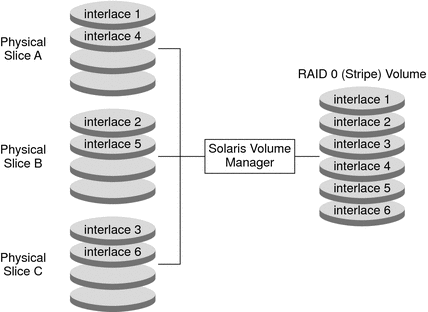 Physical
Slice A
interlace 1
interlace 4
Physical
Slice B
interlace 2
interlace 5
Physical
Slice C
interlace 3
interlace 6
Solaris Volume
Manager
RAID 0 (Stripe) Volume
interlace 1
interlace 2
interlace 3
interlace 4
interlace 5
interlace 6